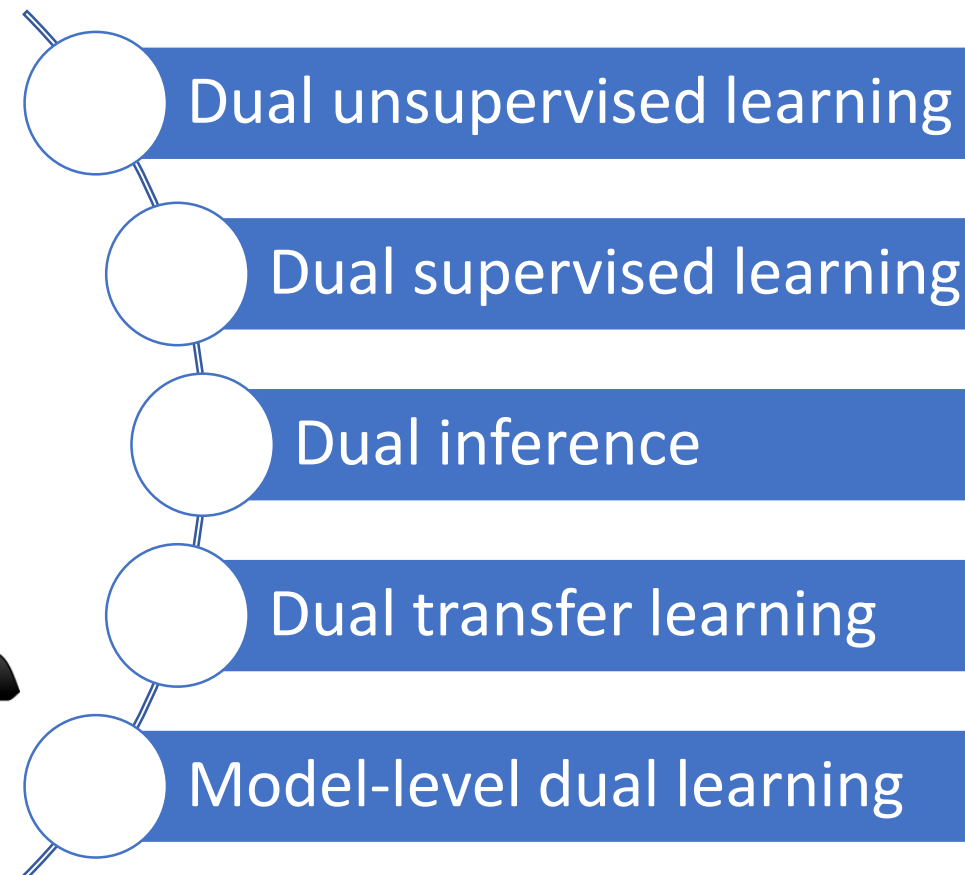 Dual unsupervised learning
Dual supervised learning
Dual inference
Dual transfer learning
Model-level dual learning